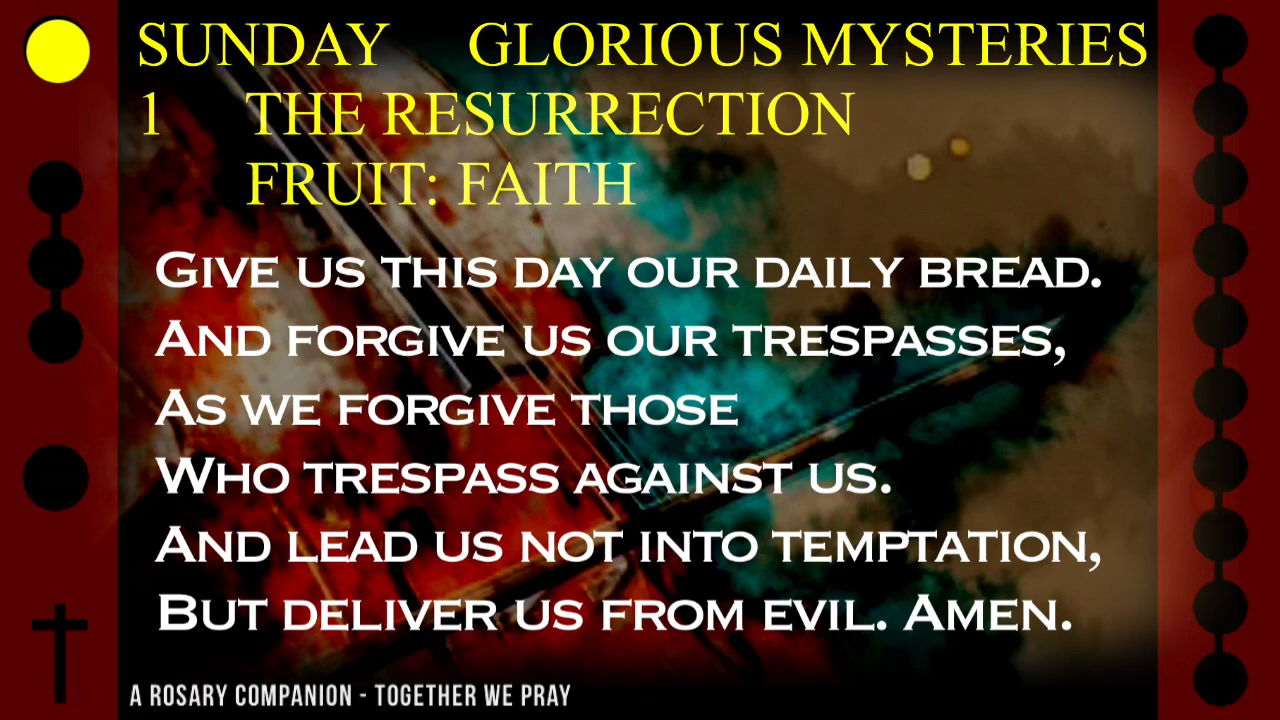 SUNDAY GLORIOUS MYSTERIES
1 THE RESURRECTION
FRUIT: FAITH
GIVE US THIS DAY OUR DAILY BREAD.
AND FORGIVE US OUR TRESPASSES,
AS WE FORGIVE THOSE
WHO TRESPASS AGAINST US.
AND LEAD US NOT INTO TEMPTATION,
BUT DELIVER US FROM EVIL. AMEN.
A ROSARY COMPANION - TOGETHER WE PRAY